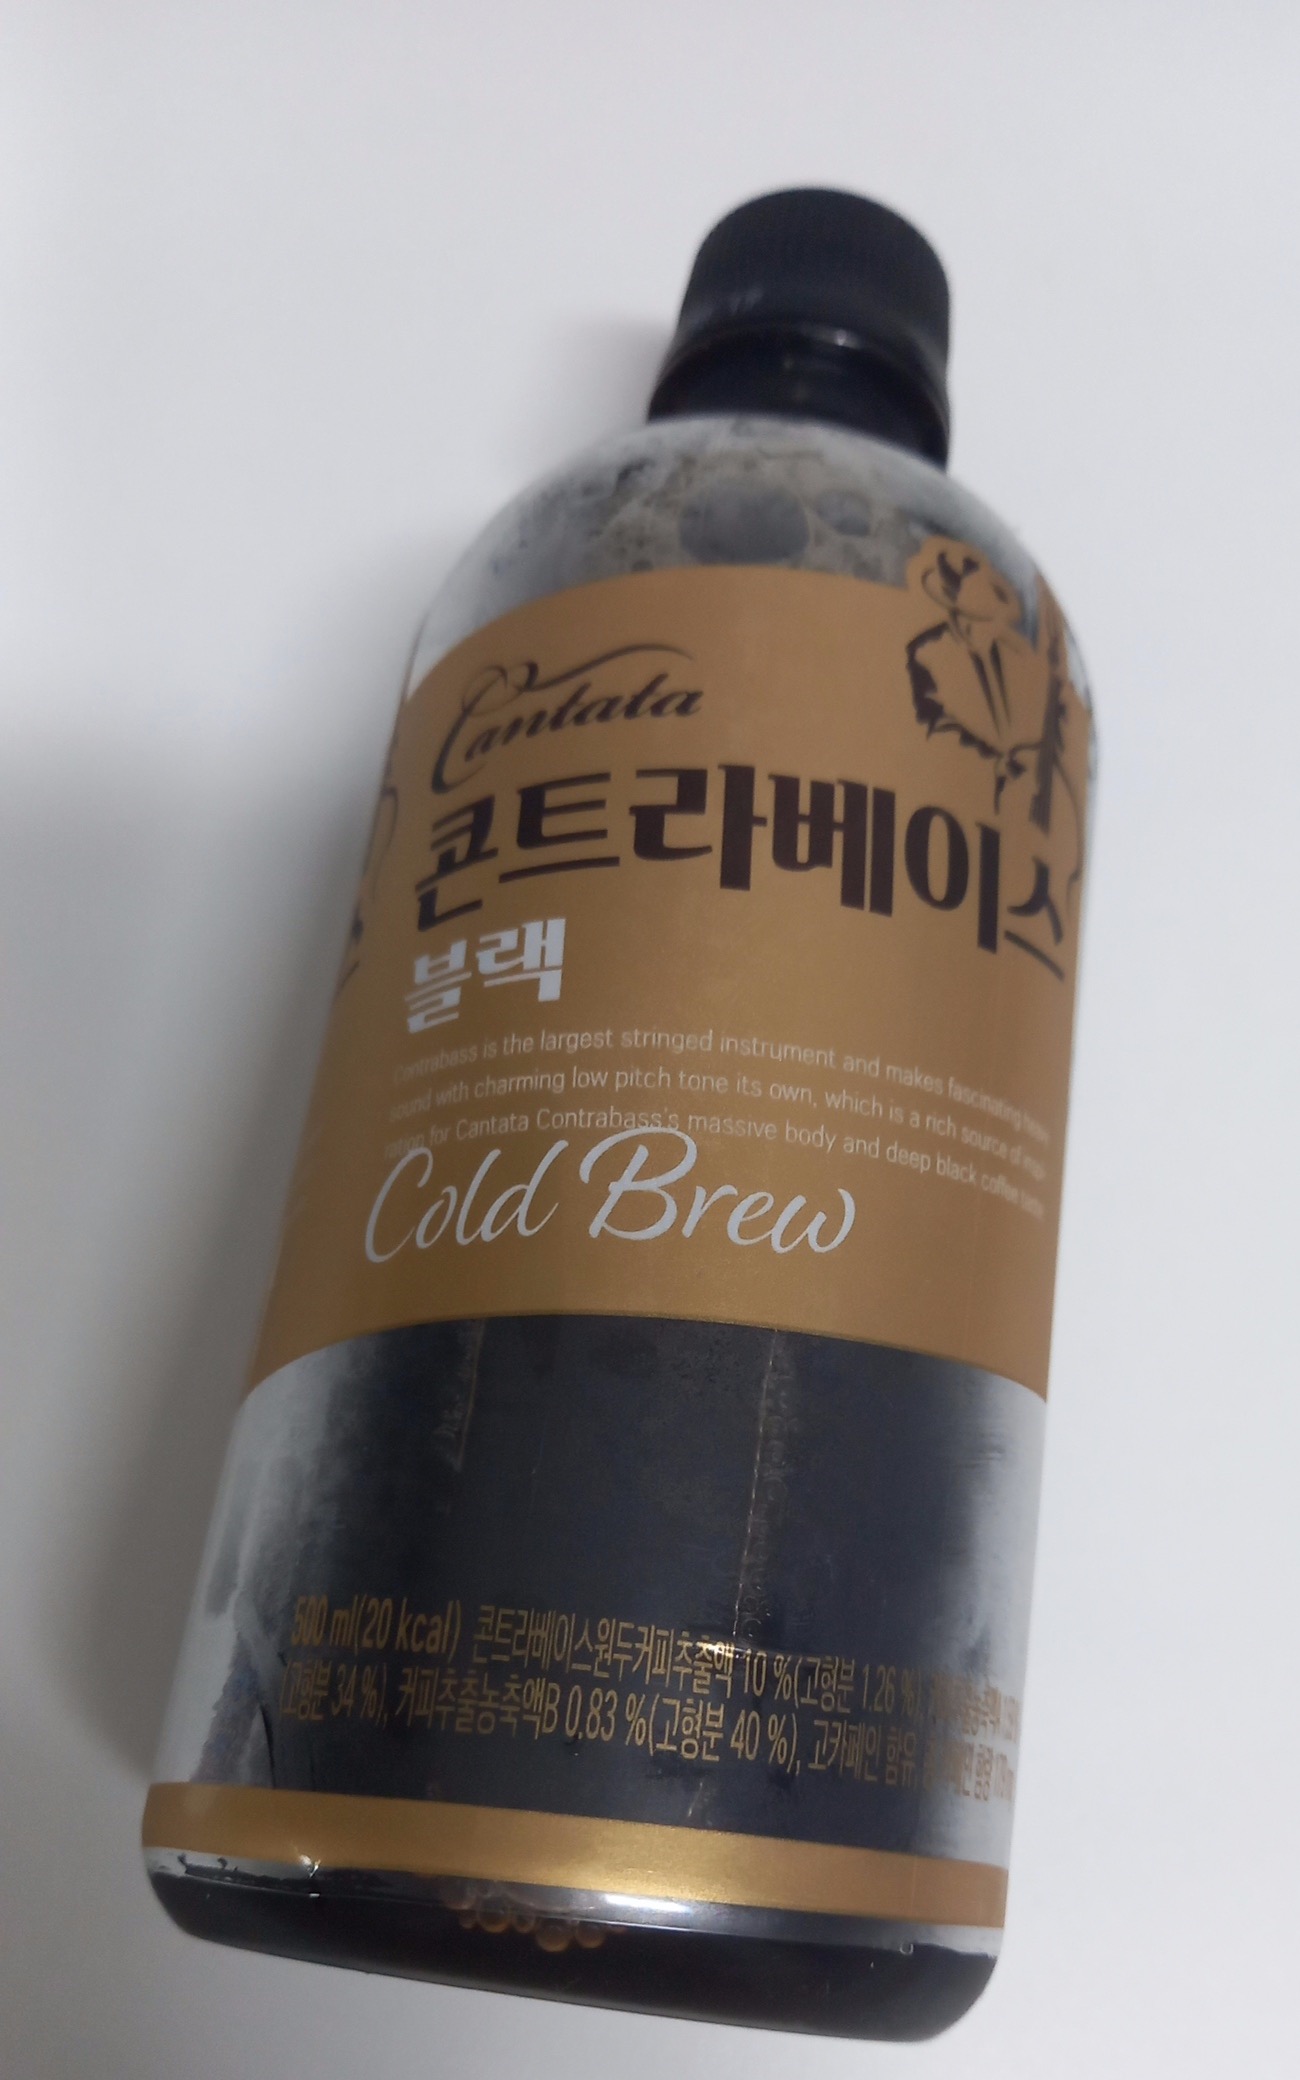 Cantata
콘트라베이스
블랙
Contrabass is the largest stringed instrument and makes fascinating
sound with charming low pitch tone its own, which is a rich source of
for Cantata Contrabass's massive body and deep black coffee
Cold Brew
500 ml(20 kcal) 콘트라베이스원두커피추출액 10 %(고형분 1.26 %),
(고형분 34 %), 커피추출농축액B 0.83 %(고형분 40 %), 고카페인 함유,